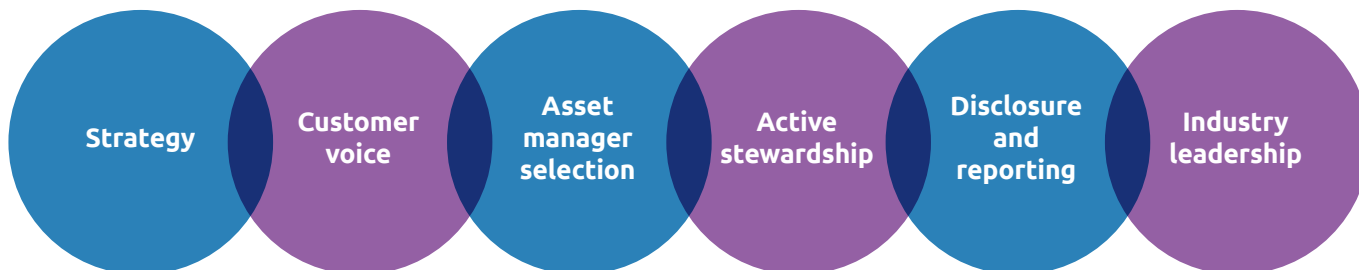 Strategy
Customer
voice
Asset
manager
selection
Active
stewardship
Disclosure
and
reporting
Industry
leadership